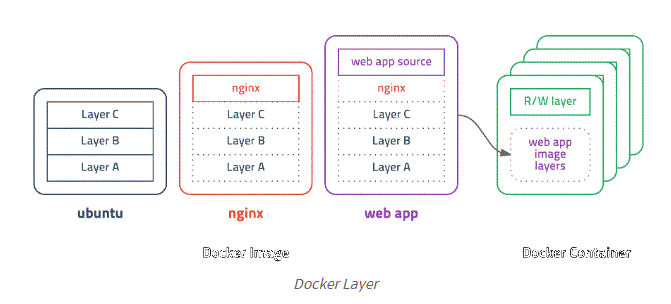 Layer C
Layer B
Layer A
ubuntu
nginx
Layer C
Layer B
Layer A
nginx
web app source
nginx
Layer C
Layer B
Layer A
web app
R/W layer
web app
image
layers
Docker Image
Docker Container
Docker Layer